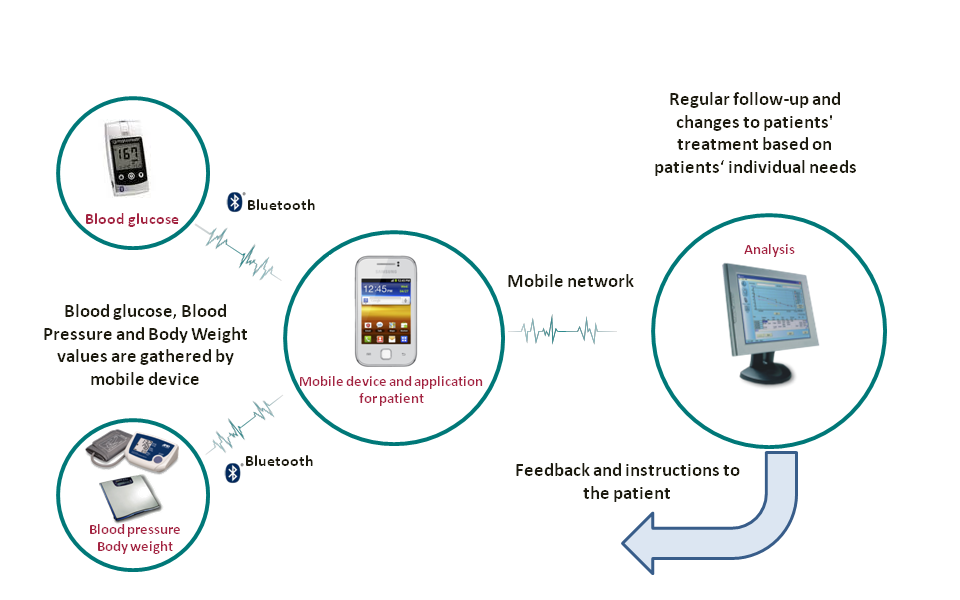 Regular follow-up and
changes to patients'
treatment based on
patients‘ individual needs
167
Blood glucose
Bluetooth
Analysis
Mobile network
Blood glucose, Blood
Pressure and Body Weight
values are gathered by
mobile device
SAMSUNG
12:45
Mobile device and application
for patient
Bluetooth
Feedback and instructions to
the patient
Blood pressure
Body weight